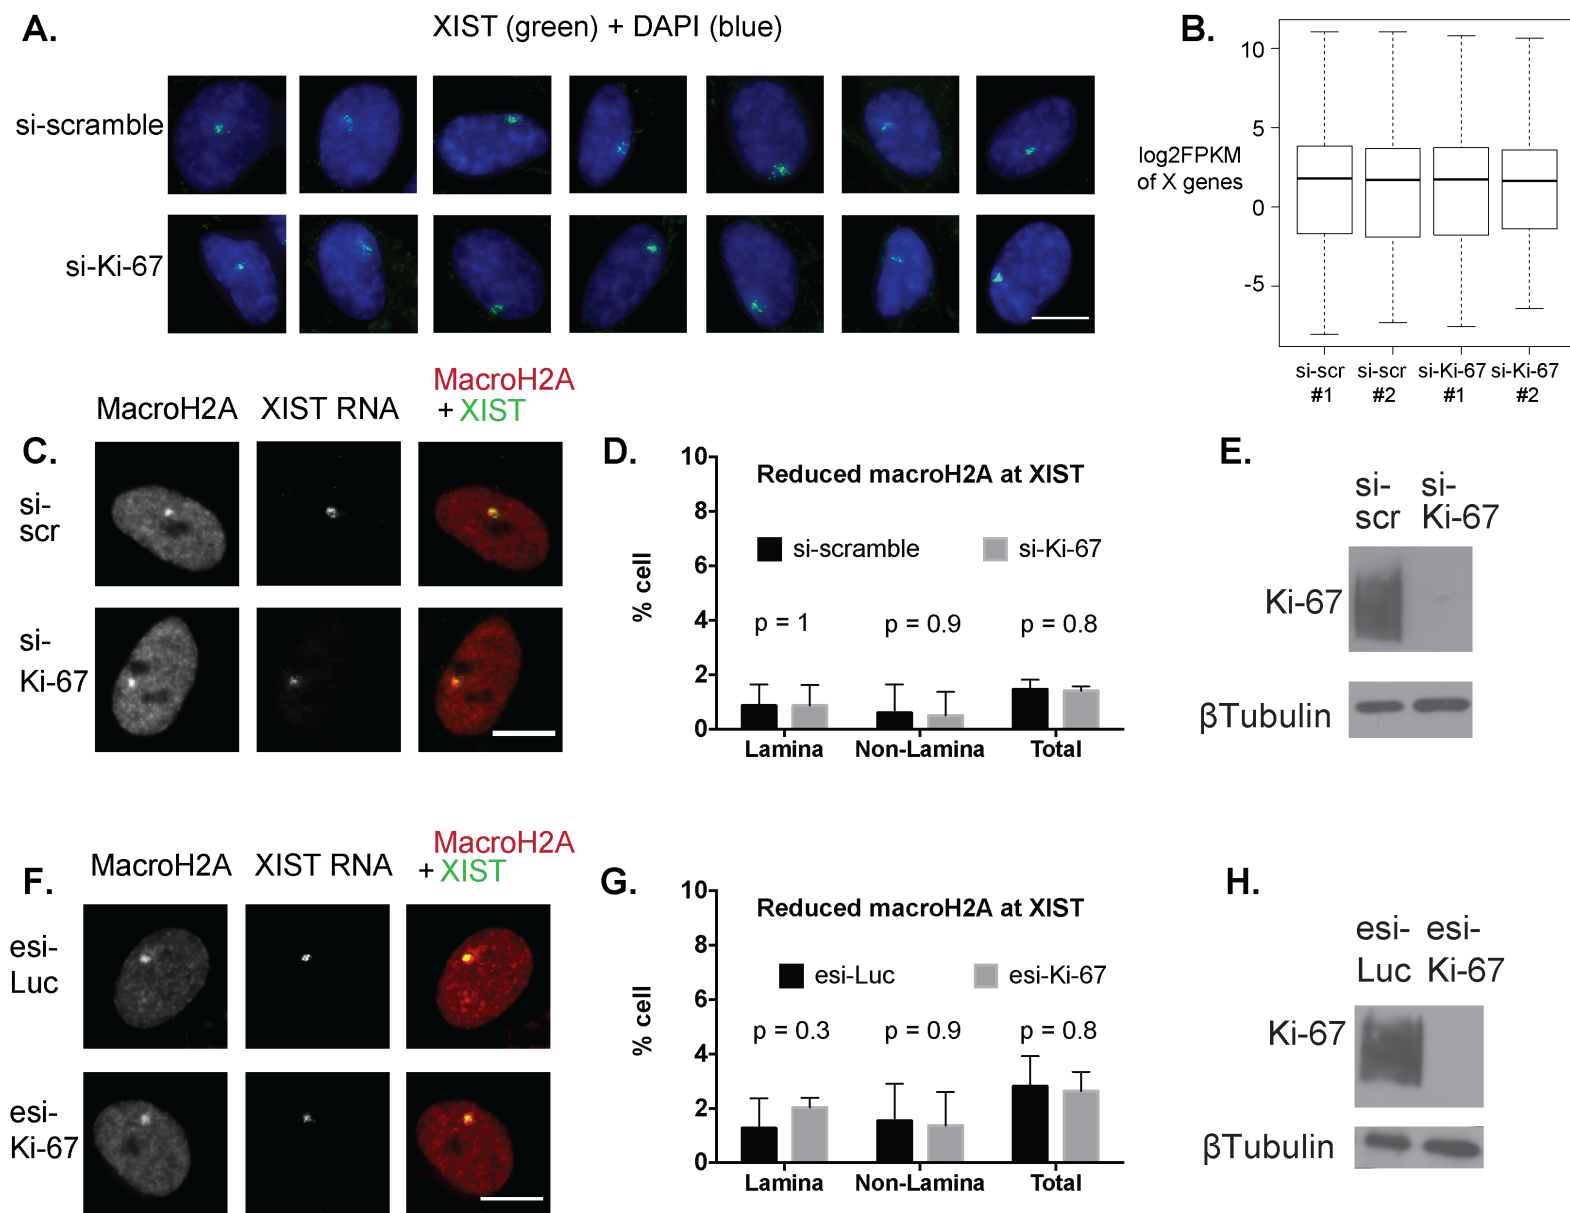 A.
XIST (green) + DAPI (blue)
si-scramble
si-Ki-67
B.
10
5
0
-5
log2FPKM
of X genes
si-scr
#1
si-scr
#2
si-Ki-67
#1
si-Ki-67
#2
C.
MacroH2A
XIST RNA
MacroH2A
+ XIST
si-
scr
si-
Ki-67
D.
Reduced macroH2A at XIST
10
8
6
4
2
0
% cell
si-scramble
si-Ki-67
p = 1
p = 0.9
p = 0.8
Lamina
Non-Lamina
Total
E.
si-
scr
si-
Ki-67
Ki-67
βTubulin
F.
MacroH2A
XIST RNA
MacroH2A
+ XIST
esi-
Luc
esi-
Ki-67
G.
Reduced macroH2A at XIST
10
8
6
4
2
0
% cell
esi-Luc
esi-Ki-67
p = 0.3
p = 0.9
p = 0.8
Lamina
Non-Lamina
Total
H.
esi-
Luc
esi-
Ki-67
Ki-67
βTubulin